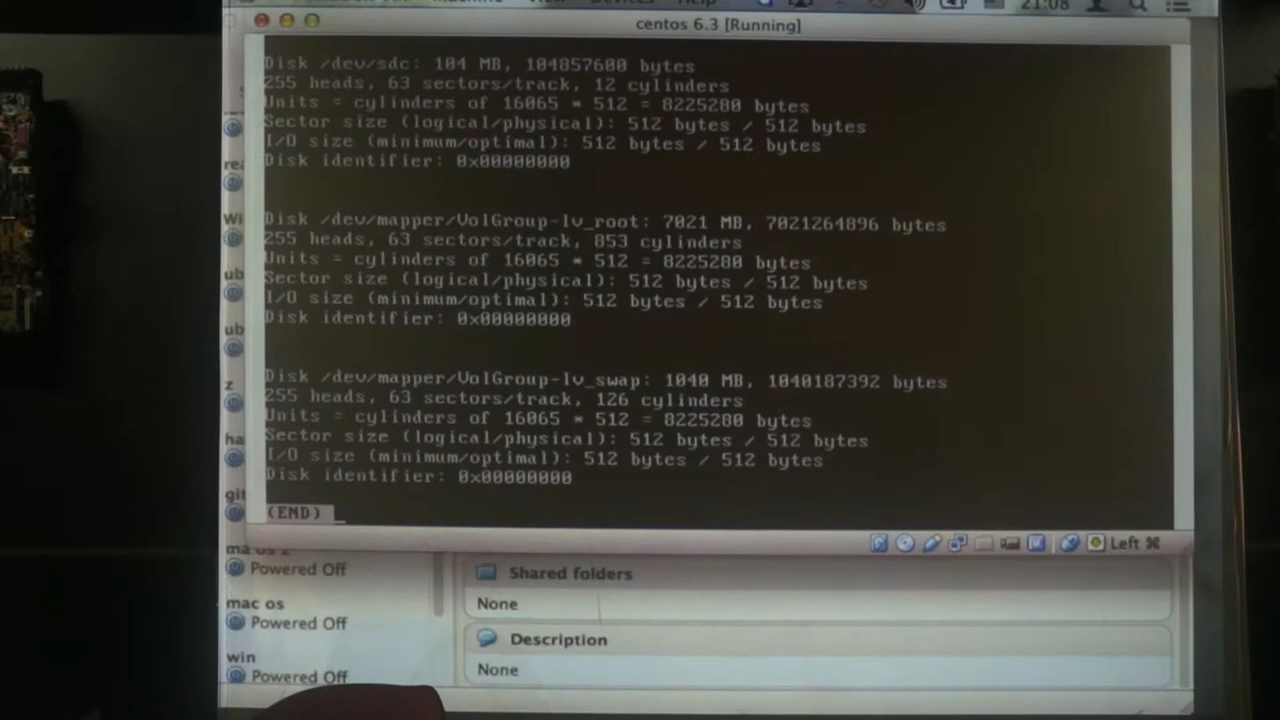 21:08
centos 6.3 [Running]
Disk /dev/sdc: 104 MB, 104857600 bytes
255 heads, 63 sectors/track, 12 cylinders
Units = cylinders of 16065 * 512 = 8225280 bytes
Sector size (logical/physical): 512 bytes / 512 bytes
I/O size (minimum/optimal): 512 bytes / 512 bytes
Disk identifier: 0x00000000
Disk /dev/mapper/VolGroup-lv_root: 7021 MB, 7021264896 bytes
255 heads, 63 sectors/track, 853 cylinders
Units = cylinders of 16065 * 512 = 8225280 bytes
Sector size (logical/physical): 512 bytes / 512 bytes
I/O size (minimum/optimal): 512 bytes / 512 bytes
Disk identifier: 0x00000000
Disk /dev/mapper/VolGroup-lv_swap: 1040 MB, 1040187392 bytes
255 heads, 63 sectors/track, 126 cylinders
Units = cylinders of 16065 * 512 = 8225280 bytes
Sector size (logical/physical): 512 bytes / 512 bytes
I/O size (minimum/optimal): 512 bytes / 512 bytes
Disk identifier: 0x00000000
(END)
Left ⌘
Powered Off
mac os
Powered Off
win
Powered Off
Shared folders
None
Description
None